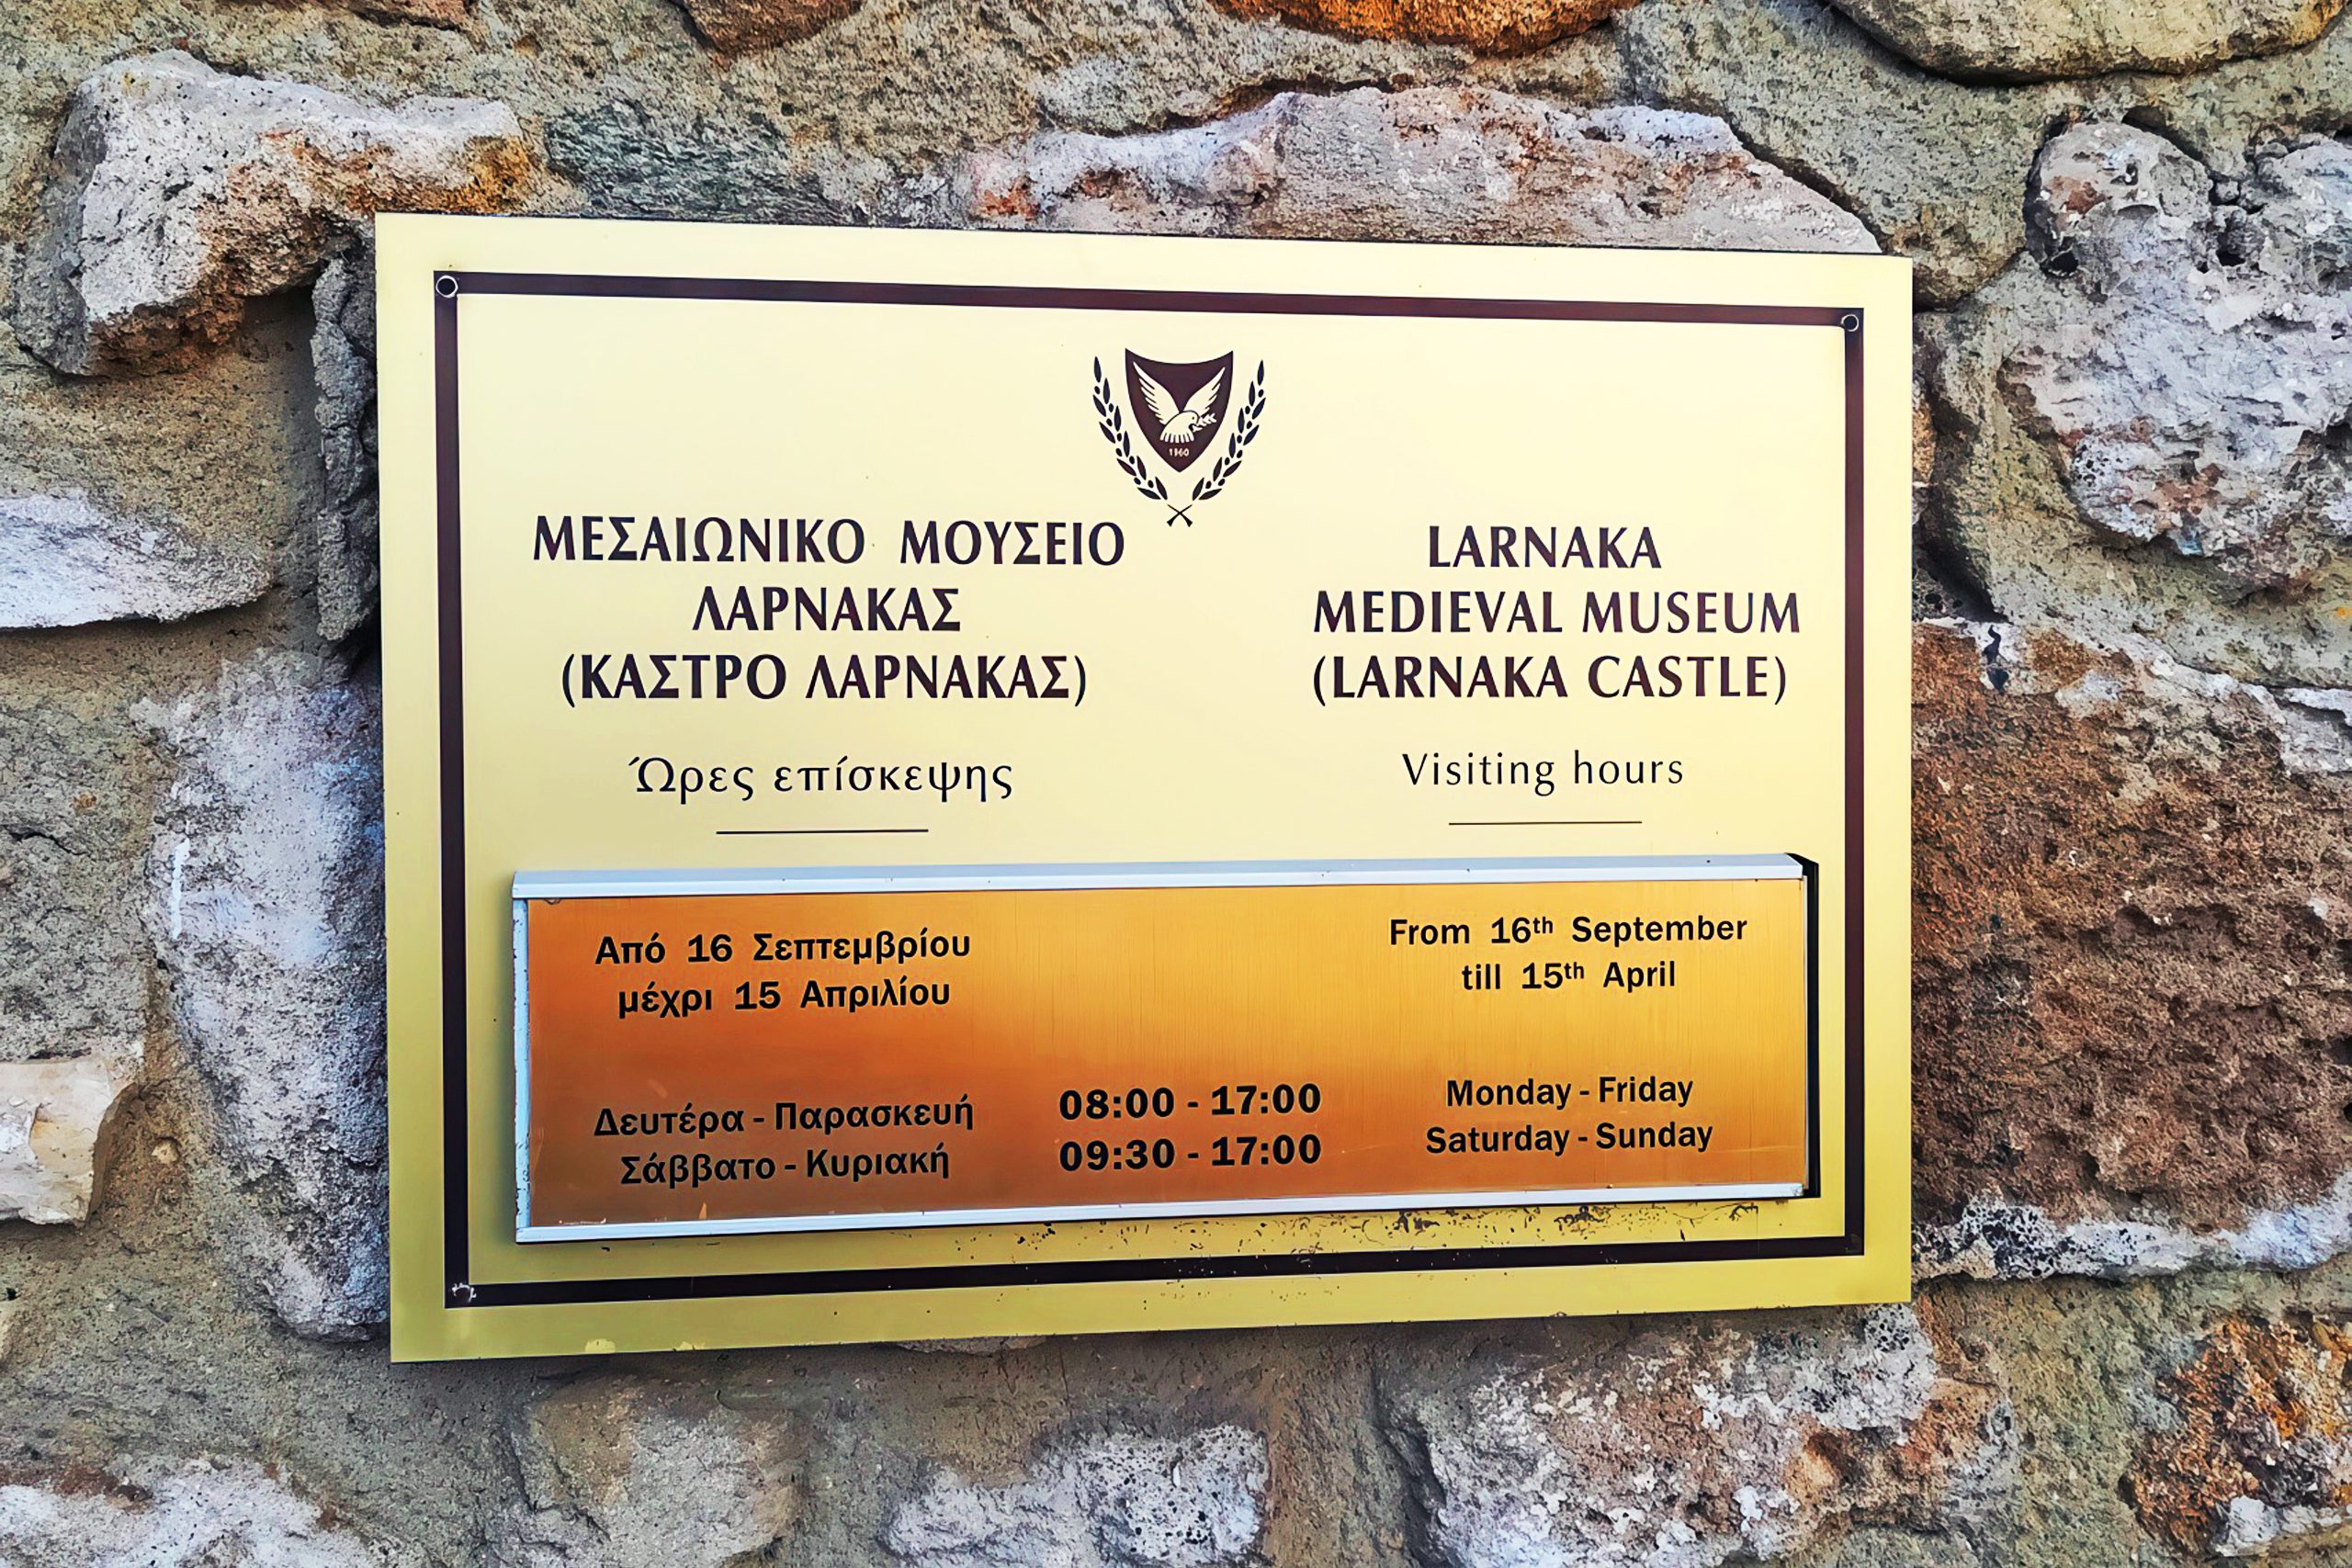 1960
ΜΕΣΑΙΩΝΙΚΟ ΜΟΥΣΕΙΟ
ΛΑΡΝΑΚΑΣ
(ΚΑΣΤΡΟ ΛΑΡΝΑΚΑΣ)
Ώρες επίσκεψης
LARNAKA
MEDIEVAL MUSEUM
(LARNAKA CASTLE)
Visiting hours
Από 16 Σεπτεμβρίου
μέχρι 15 Απριλίου
From 16th September
till 15th April
Δευτέρα - Παρασκευή 08:00 - 17:00 Monday - Friday
Σάββατο - Κυριακή 09:30 - 17:00 Saturday - Sunday